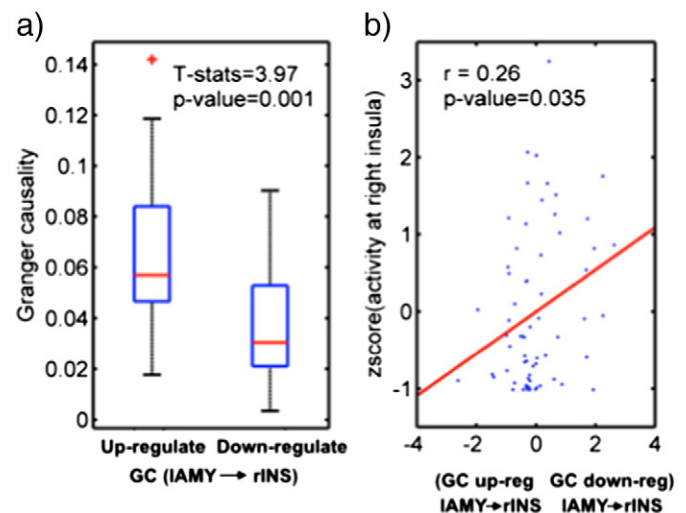 a)
T-stats=3.97
p-value=0.001
Granger causality
0.14
0.12
0.1
0.08
0.06
0.04
0.02
0
Up-regulate Down-regulate
GC (lAMY → rINS)
b)
r = 0.26
p-value=0.035
zscore(activity at right insula)
3
2
1
0
-1
-4 -2 0 2 4
(GC up-reg GC down-reg)
lAMY→rINS lAMY→rINS